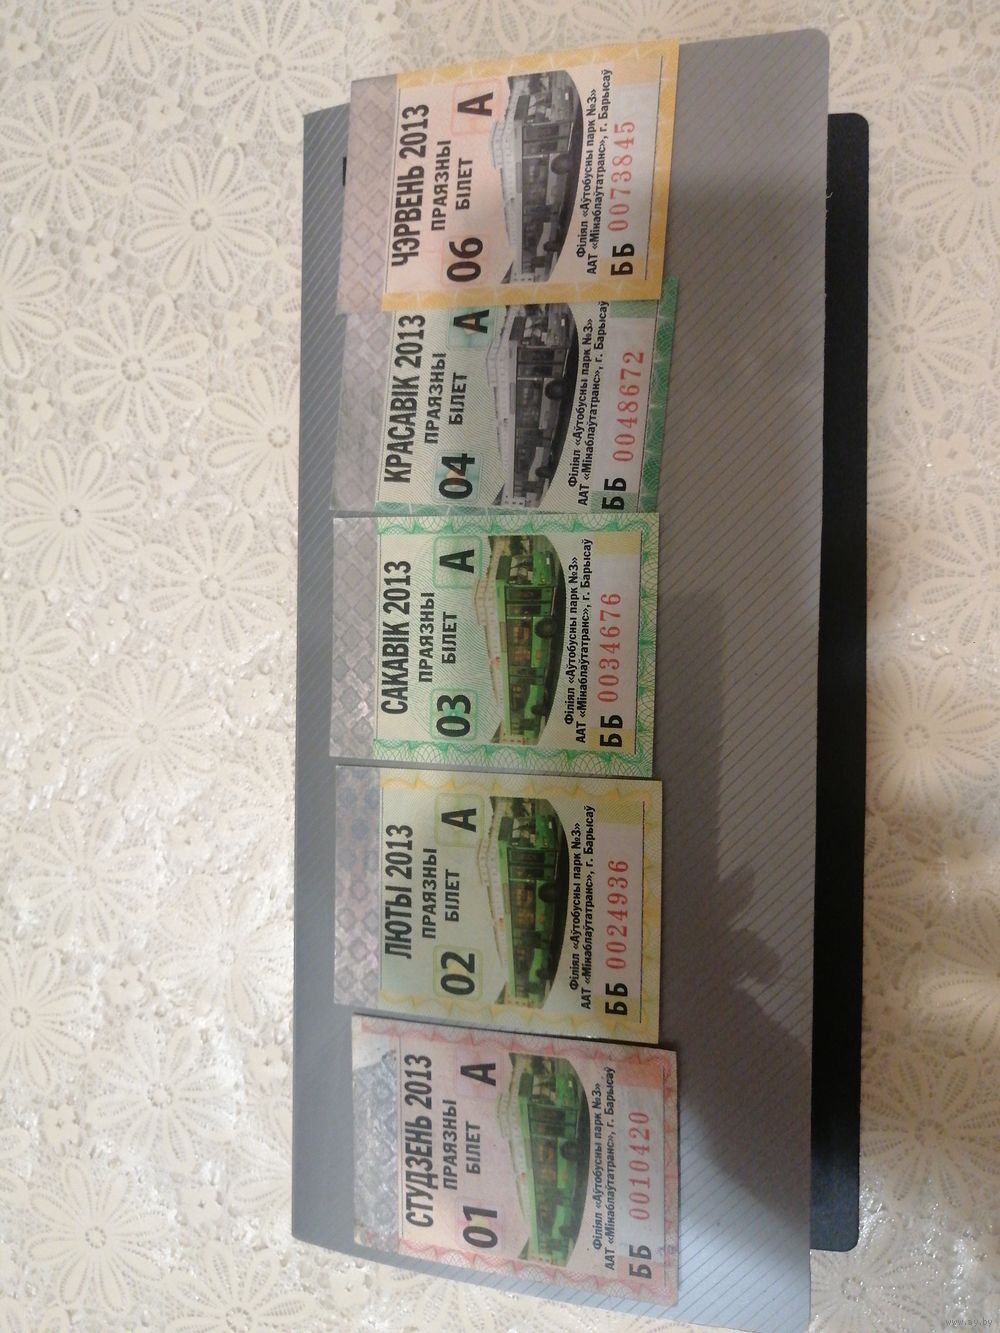 СТУДЗЕНЬ 2013
ПРАЯЗНЫ
01 БІЛЕТ А
Філіял «Аўтобусны парк №3»
ААТ «Мінаблаўтатранс», г. Барысаў
ББ 0010420
ЛЮТЫ 2013
ПРАЯЗНЫ
02 БІЛЕТ А
Філіял «Аўтобусны парк №3»
ААТ «Мінаблаўтатранс», г. Барысаў
ББ 0024936
САКАВІК 2013
ПРАЯЗНЫ
03 БІЛЕТ А
Філіял «Аўтобусны парк №3»
ААТ «Мінаблаўтатранс», г. Барысаў
ББ 0034676
КРАСАВІК 2013
ПРАЯЗНЫ
04 БІЛЕТ А
Філіял «Аўтобусны парк №3»
ААТ «Мінаблаўтатранс», г. Барысаў
ББ 0048672
ЧЭРВЕНЬ 2013
ПРАЯЗНЫ
06 БІЛЕТ А
Філіял «Аўтобусны парк №3»
ААТ «Мінаблаўтатранс», г. Барысаў
ББ 0073845
www.ay.by